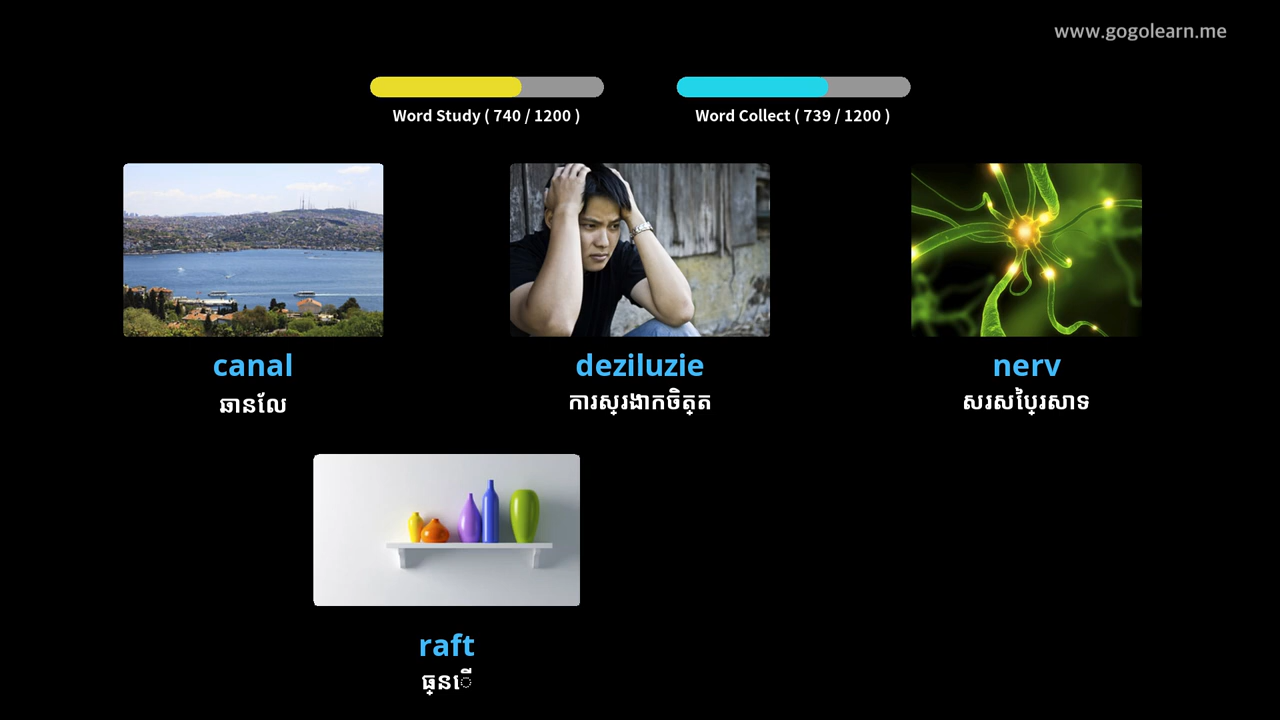 www.gogolearn.me
Word Study ( 740 / 1200 )
Word Collect ( 739 / 1200 )
canal
ឆានែល
deziluzie
ការស្រងាកចិត្ត
nerv
សរសៃប្រសាទ
raft
ធ្នើ